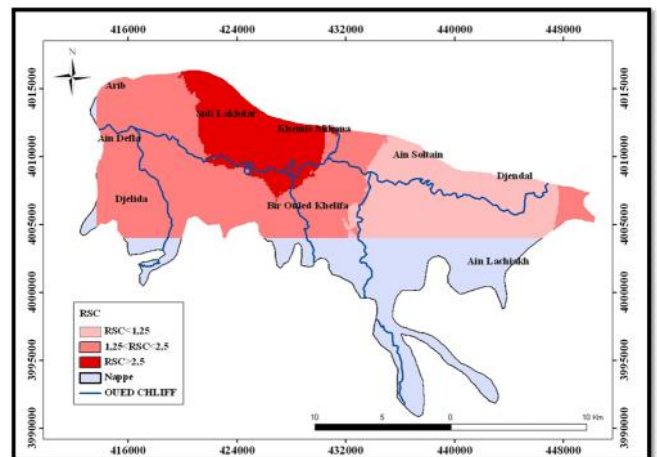 416000 424000 432000 440000 448000
N
4015000 4015000
Arib
Sidi Lakhdar
Khemis Miliana
4010000 4010000
Ain Defla
Ain Soltain
Djendal
Djelida
Bir Ouled Khelifa
4005000 4005000
Ain Lachiakh
4000000 4000000
RSC
RSC<1,25
1,25<RSC<2,5
RSC>2,5
Nappe
OUED CHLIFF
3995000 3995000
10 5 0 10 Km
3990000 3990000
416000 424000 432000 440000 448000